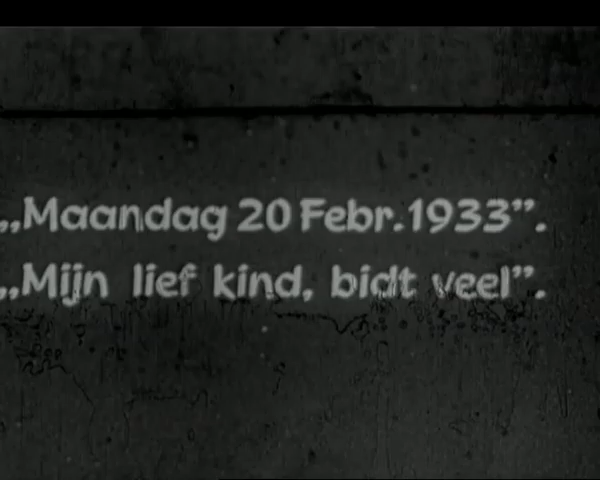 „Maandag 20 Febr. 1933”.
„Mijn lief kind, bidt veel”.